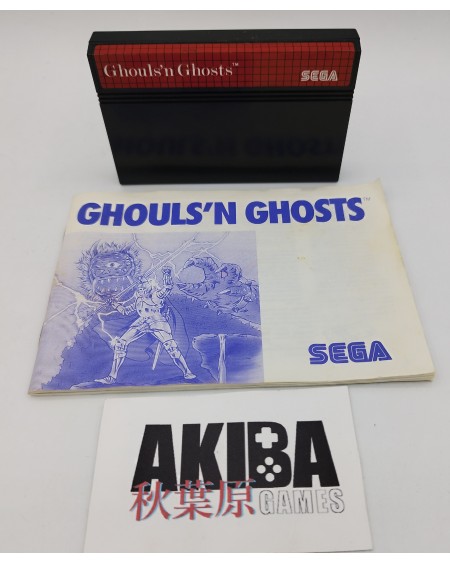 Ghouls'n Ghosts™
SEGA
GHOULS'N GHOSTS™
SEGA
AKIBA
秋葉原 GAMES